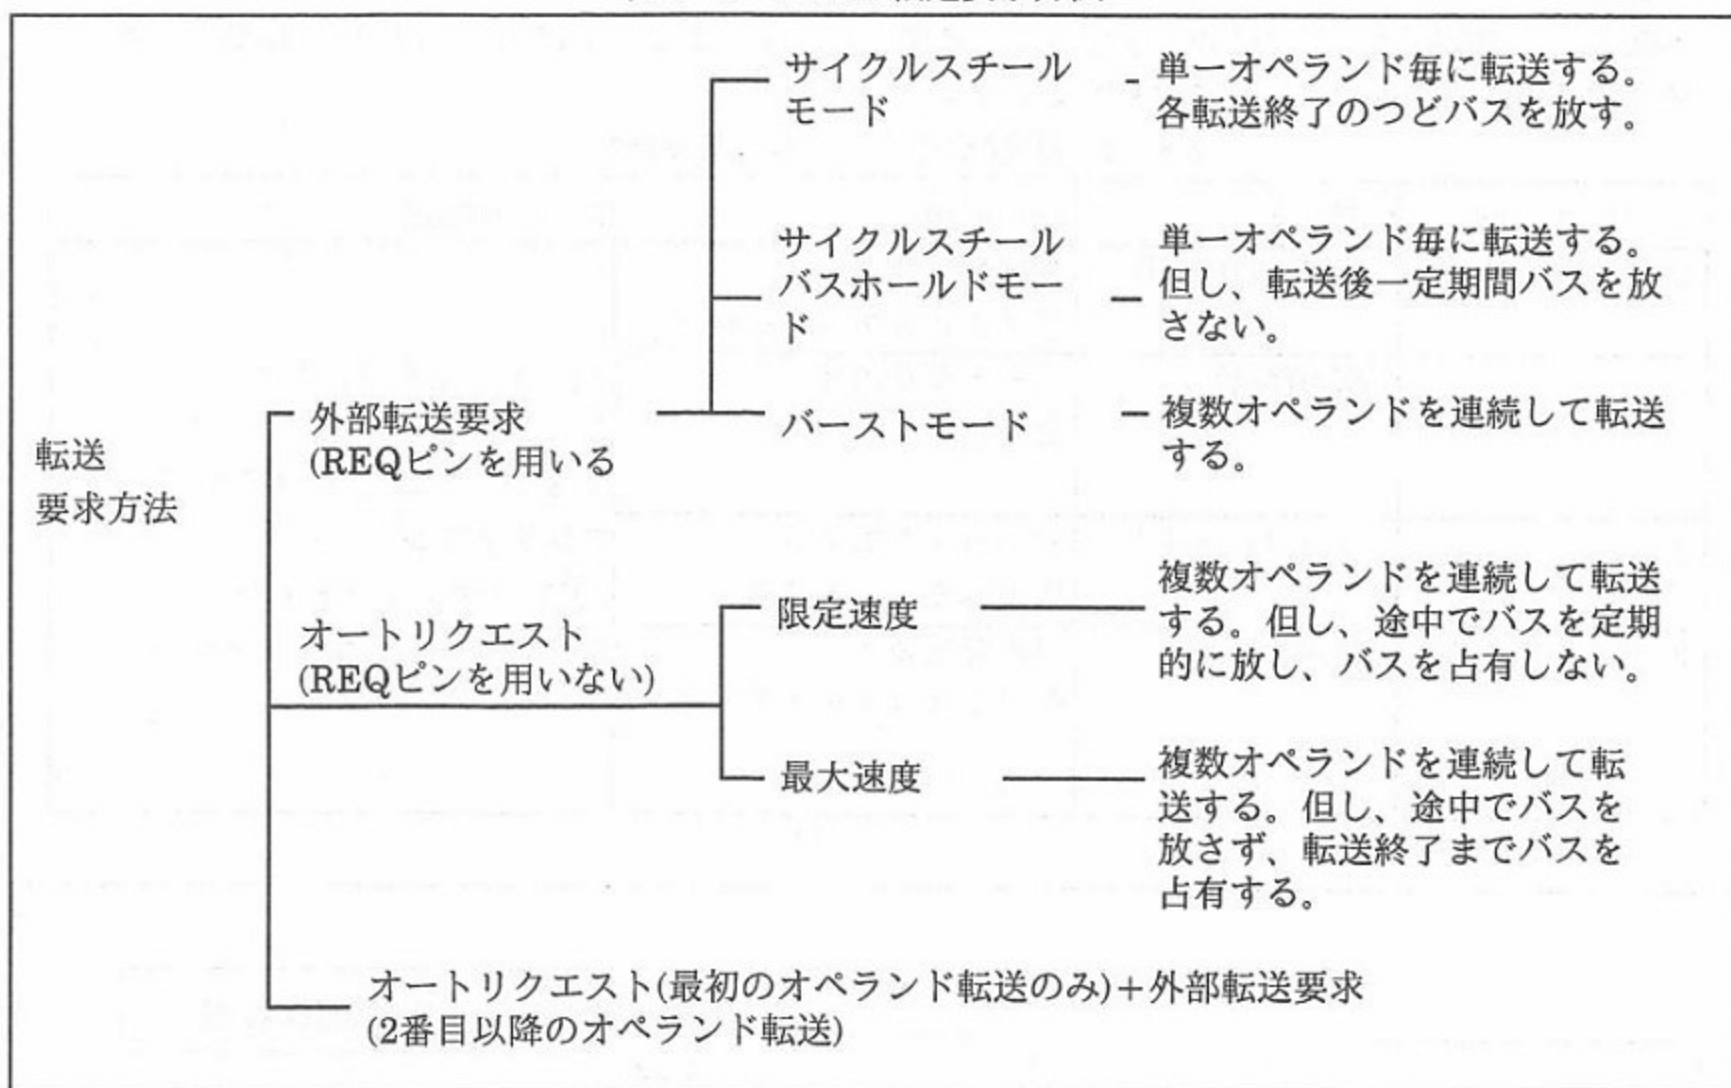 サイクルスチール
モード
単一オペランド毎に転送する。
各転送終了のつどバスを放す。
サイクルスチール
バスホールドモー
ド
単一オペランド毎に転送する。
但し、転送後一定期間バスを放
さない。
外部転送要求
(REQピンを用いる
バーストモード
複数オペランドを連続して転送
する。
転送
要求方法
オートリクエスト
(REQピンを用いない)
限定速度
複数オペランドを連続して転送
する。但し、途中でバスを定期
的に放し、バスを占有しない。
最大速度
複数オペランドを連続して転
送する。但し、途中でバスを
放さず、転送終了までバスを
占有する。
オートリクエスト(最初のオペランド転送のみ)+外部転送要求
(2番目以降のオペランド転送)